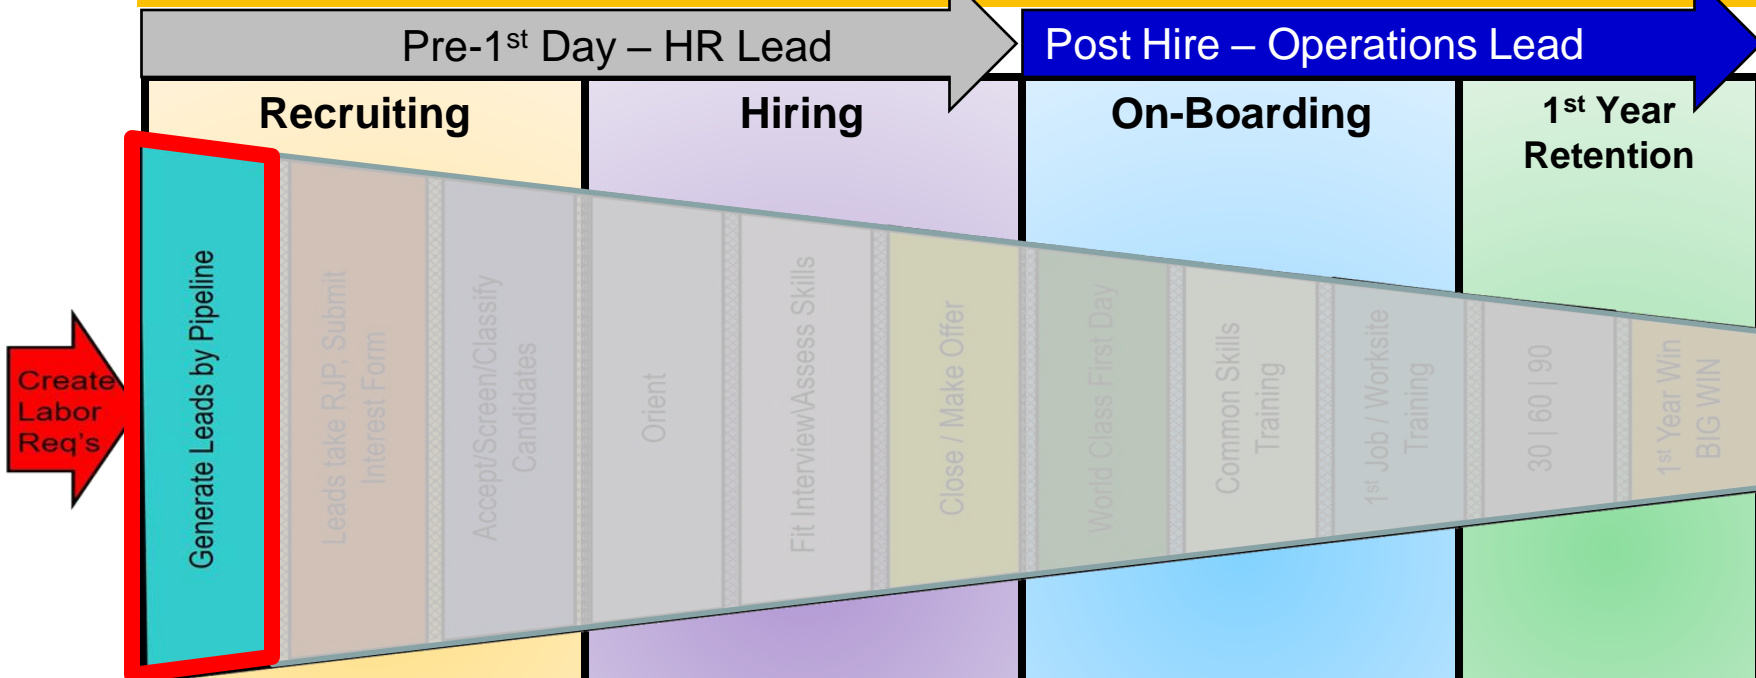 Pre-1st Day – HR Lead
Post Hire – Operations Lead
Recruiting
Hiring
On-Boarding
1st Year
Retention
Create
Labor
Req's
Generate Leads by Pipeline
Leads take RJP, Submit
Interest Form
Accept/Screen/Classify
Candidates
Orient
Fit Interview\Assess Skills
Close / Make Offer
World Class First Day
Common Skills
Training
1st Job / Worksite
Training
30 | 60 | 90
1st Year Win
BIG WIN